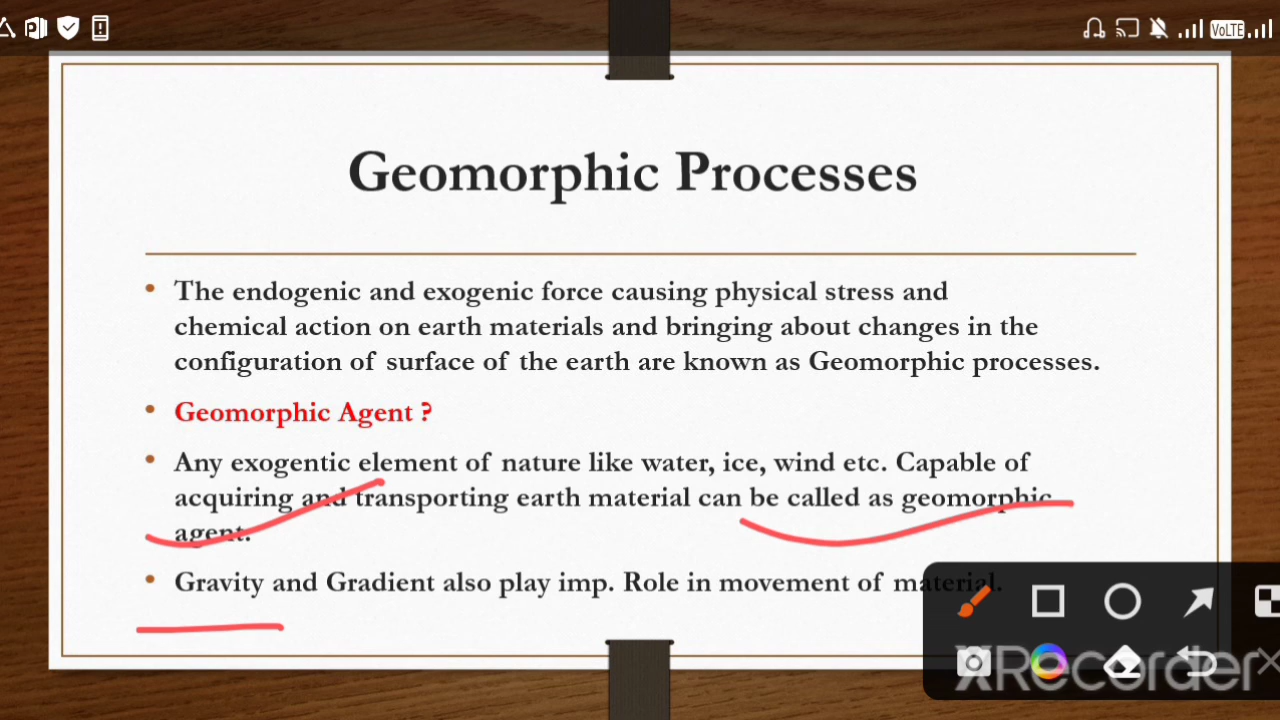 VoLTE
Geomorphic Processes
• The endogenic and exogenic force causing physical stress and
chemical action on earth materials and bringing about changes in the
configuration of surface of the earth are known as Geomorphic processes.
• Geomorphic Agent ?
• Any exogentic element of nature like water, ice, wind etc. Capable of
acquiring and transporting earth material can be called as geomorphic
agent.
• Gravity and Gradient also play imp. Role in movement of material.
XRecorder